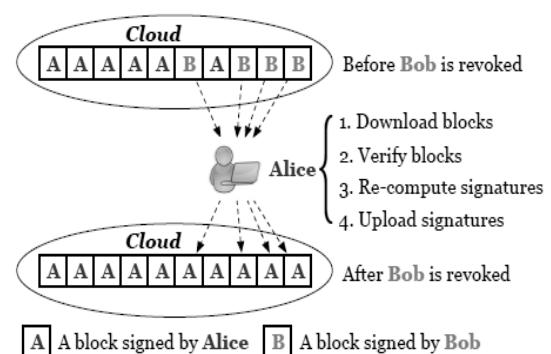 Cloud
A A A A A B A B B B
Before Bob is revoked
1. Download blocks
2. Verify blocks
Alice
3. Re-compute signatures
4. Upload signatures
Cloud
A A A A A A A A A A
After Bob is revoked
A A block signed by Alice B A block signed by Bob